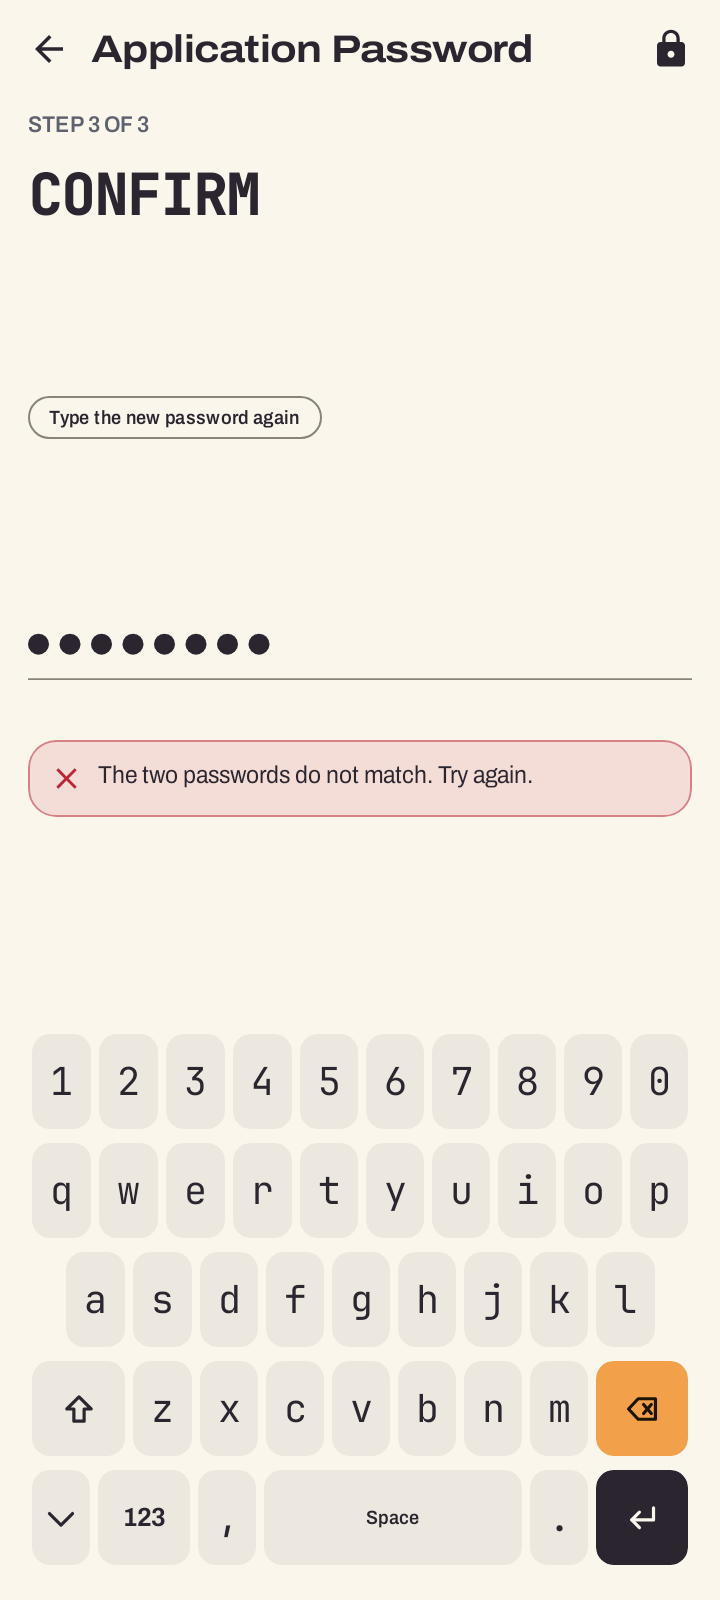 Application Password
STEP 3 OF 3
CONFIRM
Type the new password again
The two passwords do not match. Try again.
1 2 3 4 5 6 7 8 9 0
q w e r t y u i o p
a s d f g h j k l
z x c v b n m
123 , Space .